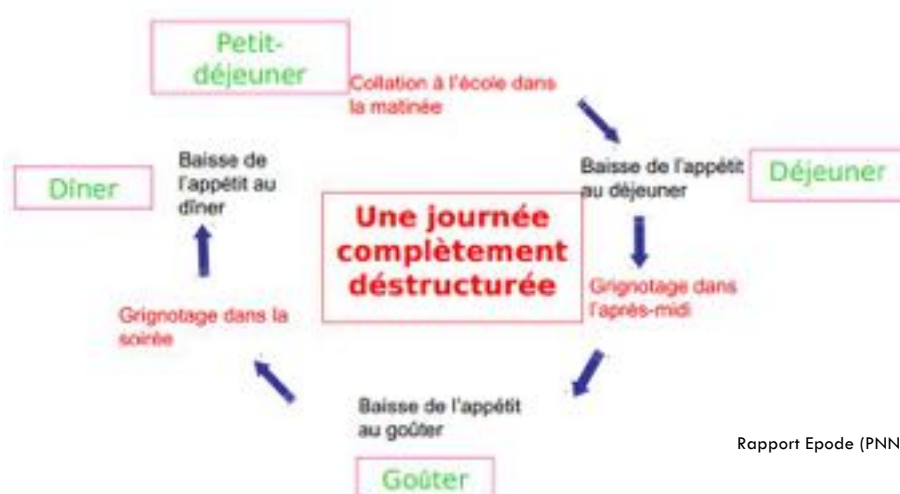 Petit-
déjeuner
Collation à l'école dans
la matinée
Baisse de l'appétit
au déjeuner
Déjeuner
Grignotage dans
l'après-midi
Baisse de l'appétit
au goûter
Goûter
Grignotage dans la
soirée
Baisse de
l'appétit au
dîner
Dîner
Une journée
complètement
déstructurée
Rapport Epode (PNN